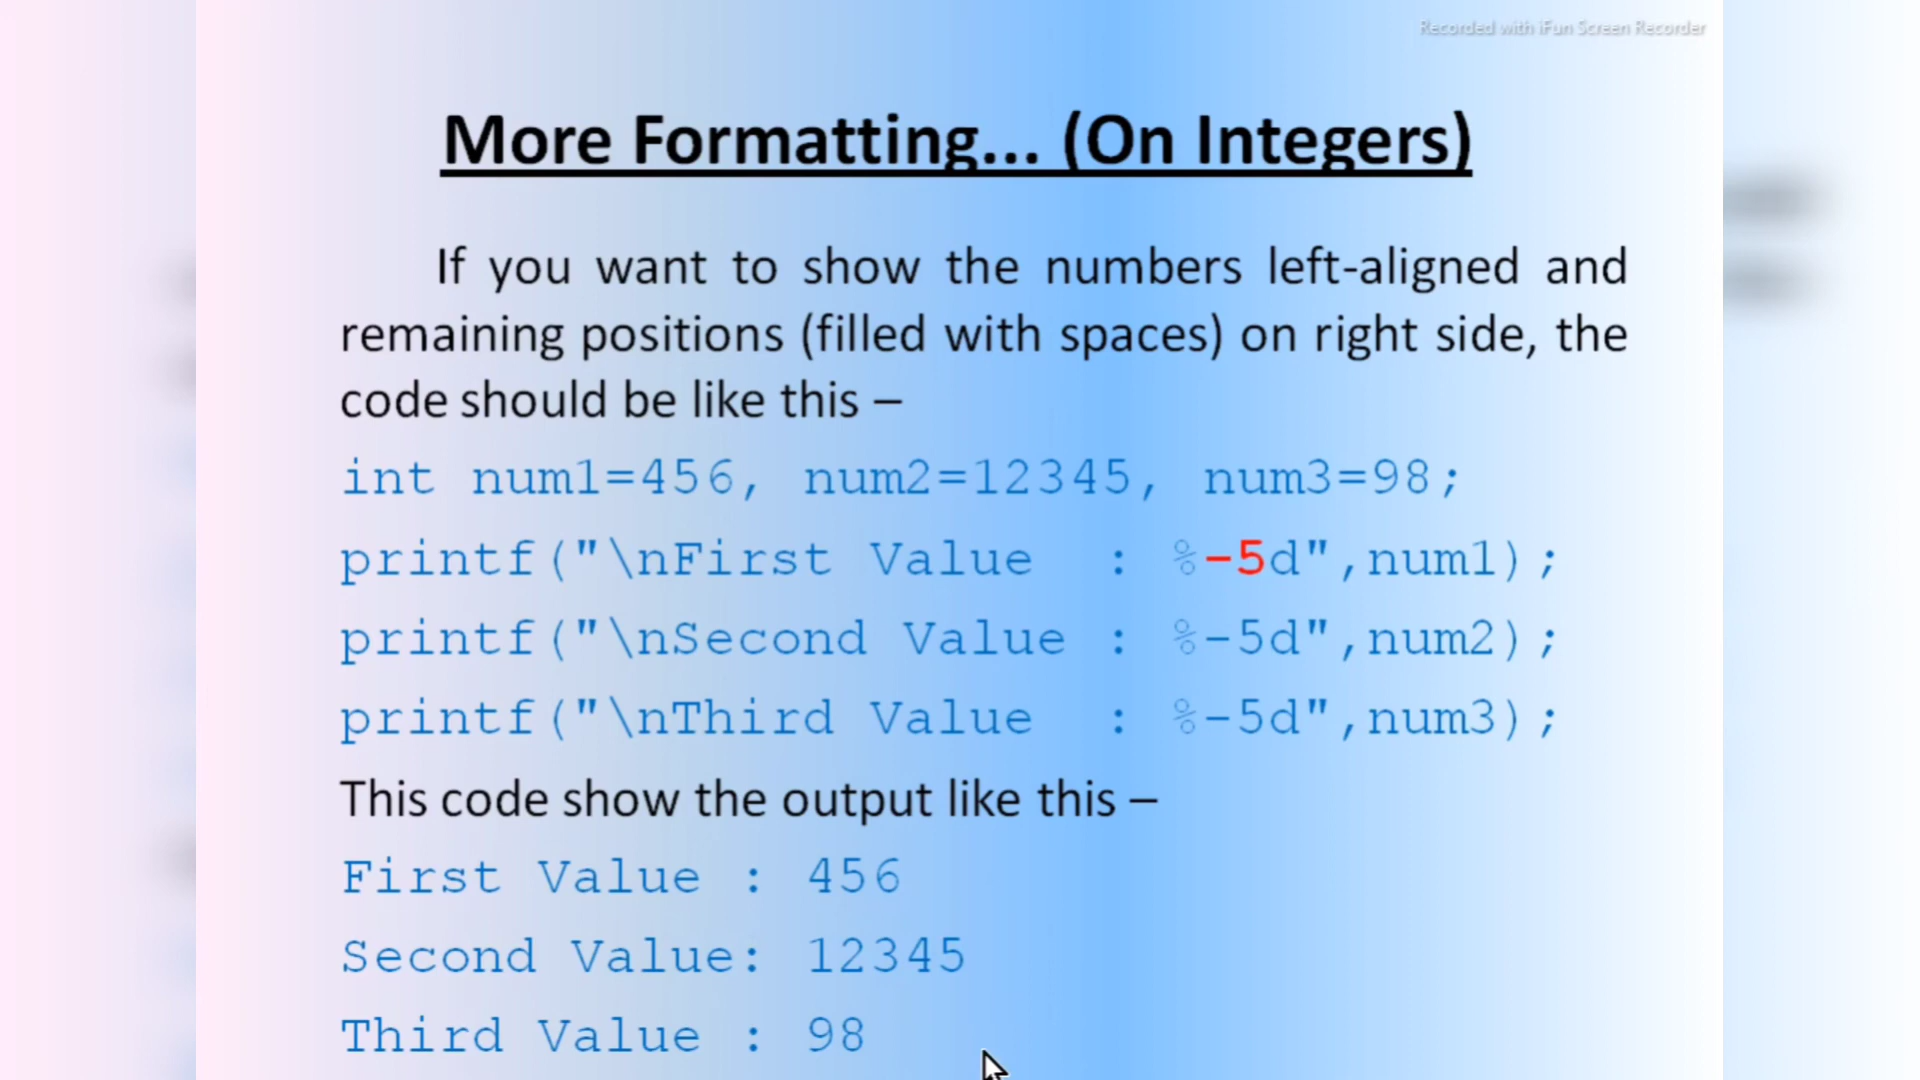 Recorded with iFun Screen Recorder
More Formatting... (On Integers)
If you want to show the numbers left-aligned and
remaining positions (filled with spaces) on right side, the
code should be like this –
int num1=456, num2=12345, num3=98;
printf("\nFirst Value  : %-5d",num1);
printf("\nSecond Value : %-5d",num2);
printf("\nThird Value  : %-5d",num3);
This code show the output like this –
First Value : 456
Second Value: 12345
Third Value : 98